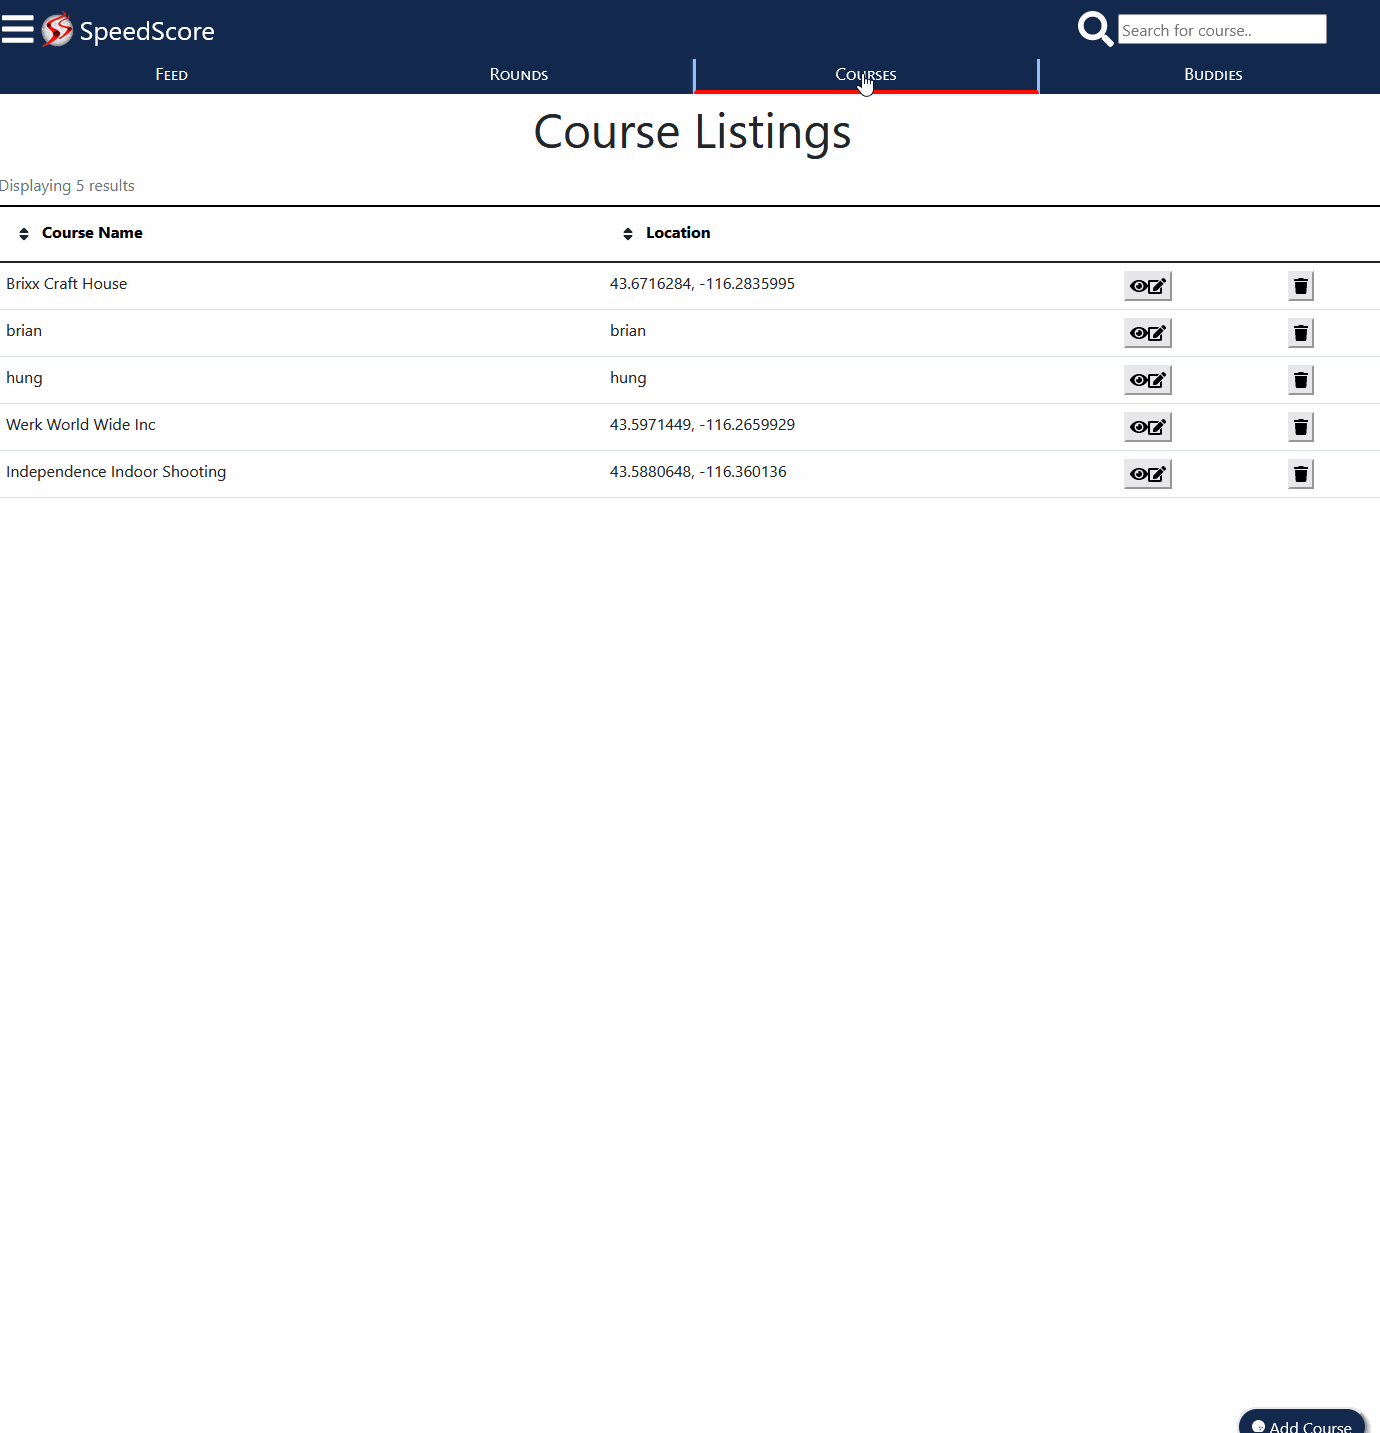 SpeedScore
Search for course..
Feed Rounds Courses Buddies
Course Listings
Displaying 5 results
Course Name Location
Brixx Craft House 43.6716284, -116.2835995
brian brian
hung hung
Werk World Wide Inc 43.5971449, -116.2659929
Independence Indoor Shooting 43.5880648, -116.360136
Add Course